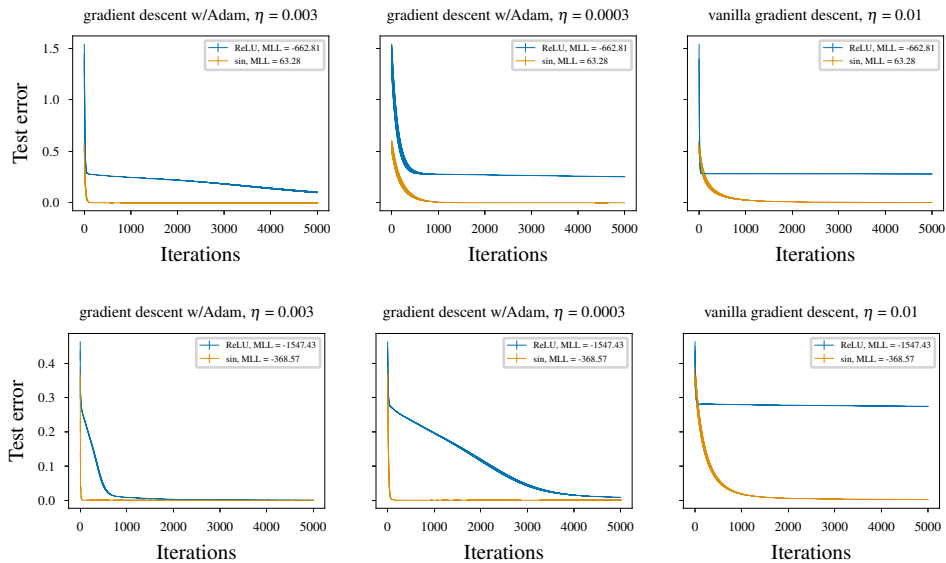 gradient descent w/Adam, η = 0.003
gradient descent w/Adam, η = 0.0003
vanilla gradient descent, η = 0.01
Test error
1.5
1.0
0.5
0.0
ReLU, MLL = -662.81
sin, MLL = 63.28
ReLU, MLL = -662.81
sin, MLL = 63.28
ReLU, MLL = -662.81
sin, MLL = 63.28
0 1000 2000 3000 4000 5000
0 1000 2000 3000 4000 5000
0 1000 2000 3000 4000 5000
Iterations
Iterations
Iterations
gradient descent w/Adam, η = 0.003
gradient descent w/Adam, η = 0.0003
vanilla gradient descent, η = 0.01
Test error
0.4
0.3
0.2
0.1
0.0
ReLU, MLL = -1547.43
sin, MLL = -368.57
ReLU, MLL = -1547.43
sin, MLL = -368.57
ReLU, MLL = -1547.43
sin, MLL = -368.57
0 1000 2000 3000 4000 5000
0 1000 2000 3000 4000 5000
0 1000 2000 3000 4000 5000
Iterations
Iterations
Iterations